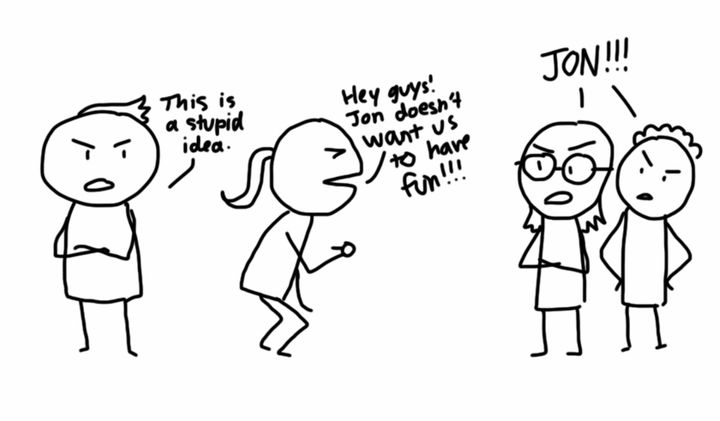 This is
a stupid
idea.
Hey guys!
Jon doesn't
want us
to have
fun!!!
JON!!!